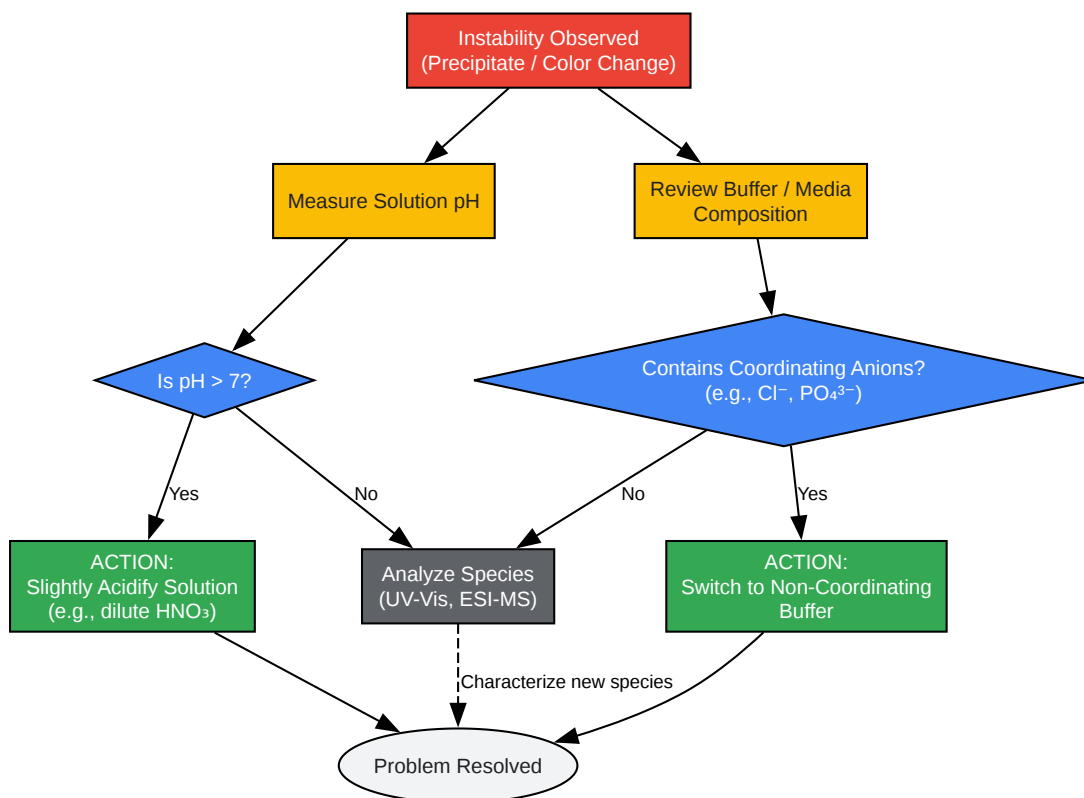 Instability Observed
(Precipitate / Color Change)
Measure Solution pH
Review Buffer / Media
Composition
Is pH > 7?
Contains Coordinating Anions?
(e.g., Cl⁻, PO₄³⁻)
Yes
No
No
Yes
ACTION:
Slightly Acidify Solution
(e.g., dilute HNO₃)
Analyze Species
(UV-Vis, ESI-MS)
ACTION:
Switch to Non-Coordinating
Buffer
Characterize new species
Problem Resolved